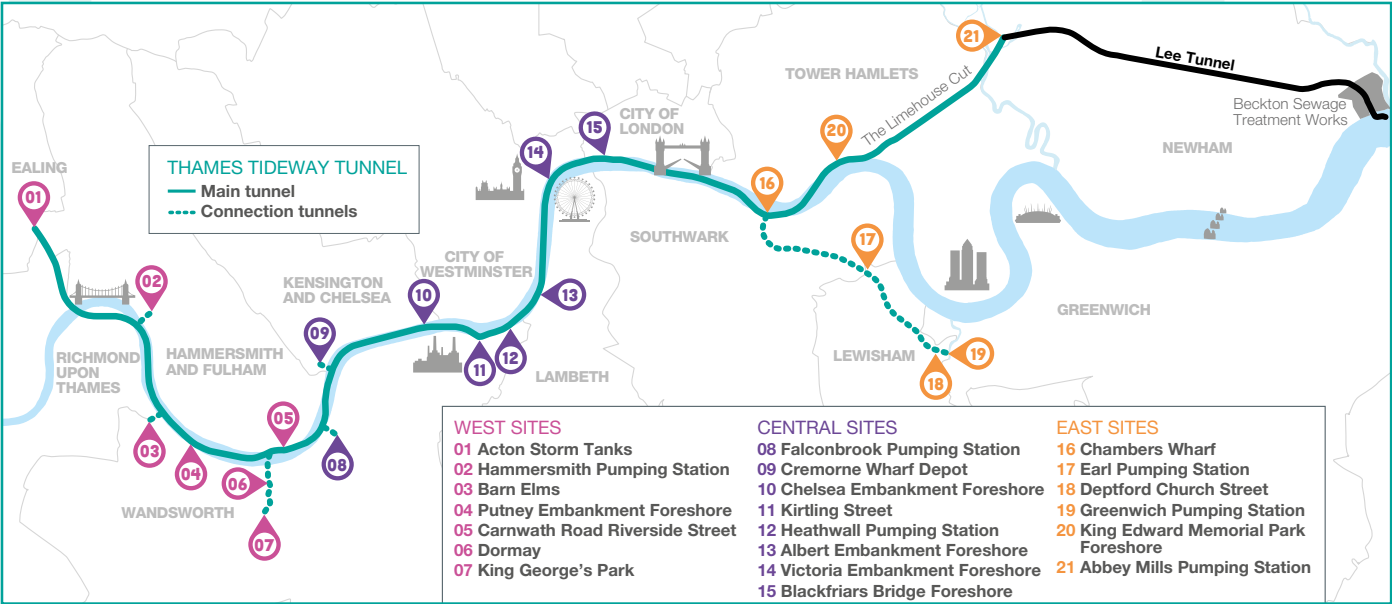 21
Lee Tunnel
TOWER HAMLETS
The Limehouse Cut
Beckton Sewage
Treatment Works
CITY OF
LONDON
15
20
14
NEWHAM
THAMES TIDEWAY TUNNEL
Main tunnel
Connection tunnels
EALING
01
16
SOUTHWARK
17
CITY OF
WESTMINSTER
KENSINGTON
AND CHELSEA
02
10
13
GREENWICH
09
RICHMOND
UPON
THAMES
HAMMERSMITH
AND FULHAM
12
11
LAMBETH
LEWISHAM
19
18
05
03
04
08
06
WANDSWORTH
07
WEST SITES
01 Acton Storm Tanks
02 Hammersmith Pumping Station
03 Barn Elms
04 Putney Embankment Foreshore
05 Carnwath Road Riverside Street
06 Dormay
07 King George's Park
CENTRAL SITES
08 Falconbrook Pumping Station
09 Cremorne Wharf Depot
10 Chelsea Embankment Foreshore
11 Kirtling Street
12 Heathwall Pumping Station
13 Albert Embankment Foreshore
14 Victoria Embankment Foreshore
15 Blackfriars Bridge Foreshore
EAST SITES
16 Chambers Wharf
17 Earl Pumping Station
18 Deptford Church Street
19 Greenwich Pumping Station
20 King Edward Memorial Park
Foreshore
21 Abbey Mills Pumping Station